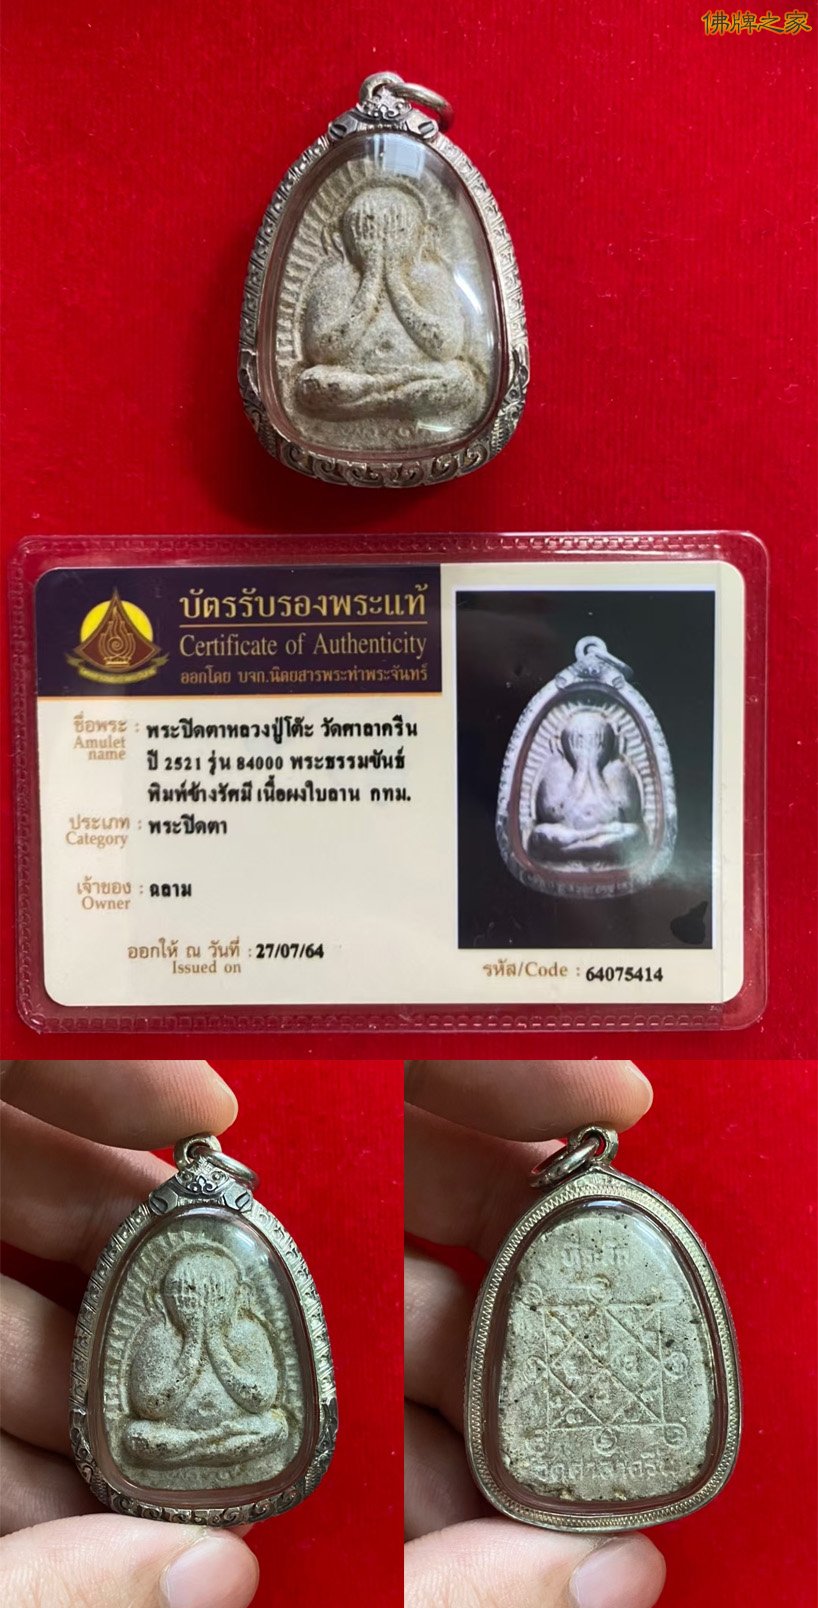 佛牌之家
บัตรรับรองพระแท้
Certificate of Authenticity
ออกโดย บจก.นิตยสารพระท่าพระจันทร์
ชื่อพระ : พระปิดตาหลวงปู่โต๊ะ วัดศาลาครืน
Amulet name
ปี 2521 รุ่น 84000 พระธรรมขันธ์
พิมพ์ข้างรัศมี เนื้อผงใบลาน กทม.
ประเภท : พระปิดตา
Category
เจ้าของ : ฉลาม
Owner
ออกให้ ณ วันที่ : 27/07/64
Issued on
รหัส/Code : 64075414